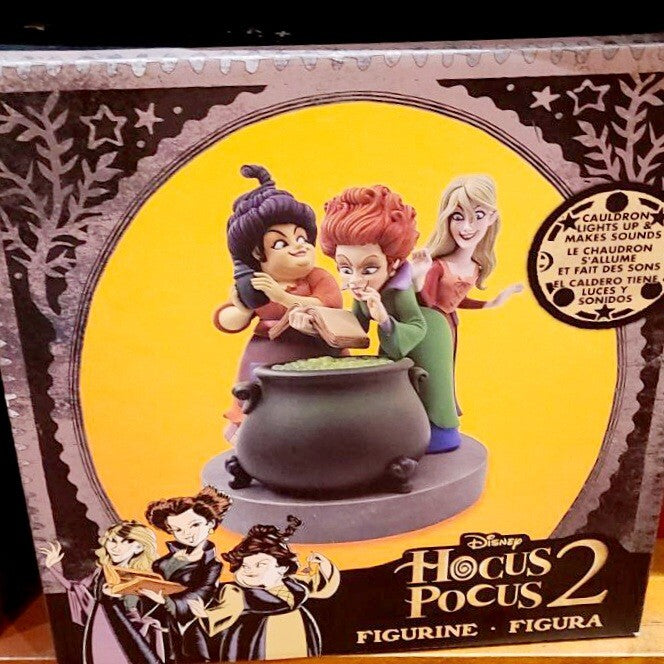 CAULDRON
LIGHTS UP &
MAKES SOUNDS
LE CHAUDRON
S'ALLUME
ET FAIT DES SONS
EL CALDERO TIENE
LUCES Y
SONIDOS
Disney
HOCUS
POCUS 2
FIGURINE · FIGURA